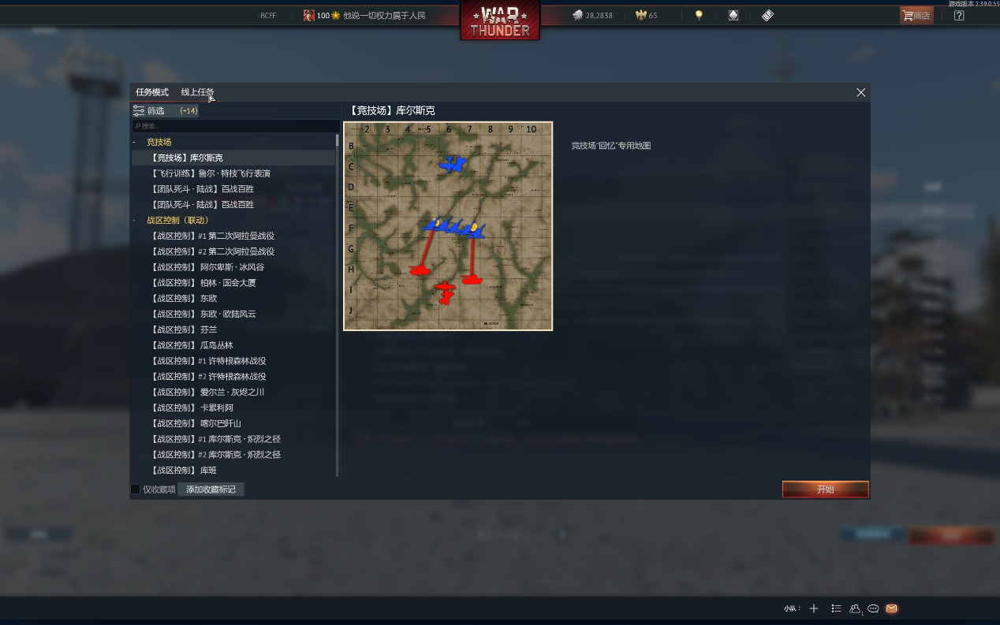 游戏版本 2.39.0.55
-BCFF-
100 他说一切权力属于人民
WAR THUNDER
28,2838
65
商店
任务模式 线上任务
筛选 (+14)
搜索...
- 竞技场
【竞技场】库尔斯克
【飞行训练】鲁尔·特技飞行表演
【团队死斗·陆战】百战百胜
【团队死斗·陆战】百战百胜
- 战区控制（联动）
【战区控制】#1 第二次阿拉曼战役
【战区控制】#2 第二次阿拉曼战役
【战区控制】 阿尔卑斯·冰风谷
【战区控制】 柏林·国会大厦
【战区控制】 东欧
【战区控制】 东欧·欧陆风云
【战区控制】 芬兰
【战区控制】 瓜岛丛林
【战区控制】 #1 许特根森林战役
【战区控制】 #2 许特根森林战役
【战区控制】 爱尔兰·灰烬之川
【战区控制】 卡累利阿
【战区控制】 喀尔巴阡山
【战区控制】 #1 库尔斯克·炽烈之径
【战区控制】 #2 库尔斯克·炽烈之径
【战区控制】 库班
仅收藏项 添加收藏标记
【竞技场】库尔斯克
2 3 4 5 6 7 8 9 10
B
C
D
E
F
G
H
I
J
竞技场“回忆”专用地图
开始
小队：
1